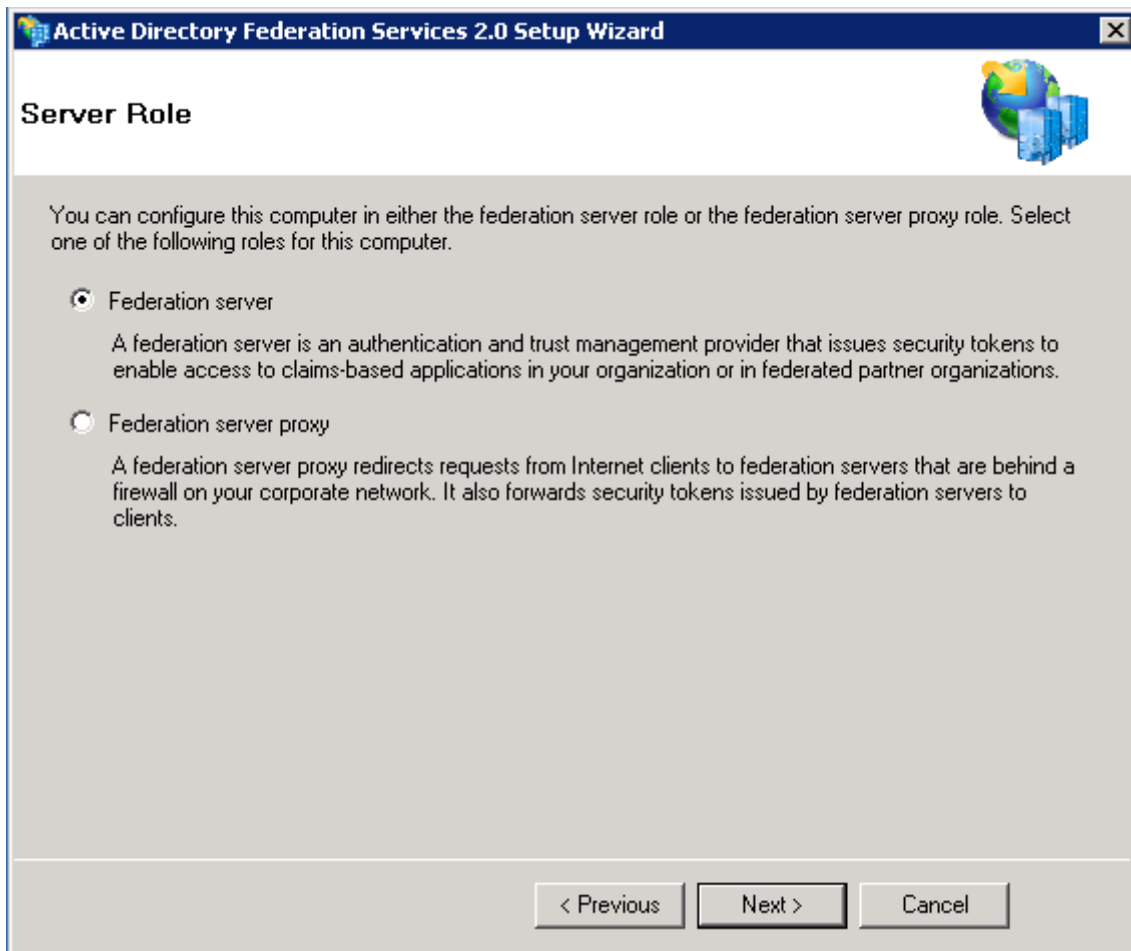 Active Directory Federation Services 2.0 Setup Wizard
Server Role
You can configure this computer in either the federation server role or the federation server proxy role. Select
one of the following roles for this computer.
Federation server
A federation server is an authentication and trust management provider that issues security tokens to
enable access to claims-based applications in your organization or in federated partner organizations.
Federation server proxy
A federation server proxy redirects requests from Internet clients to federation servers that are behind a
firewall on your corporate network. It also forwards security tokens issued by federation servers to
clients.
< Previous
Next >
Cancel